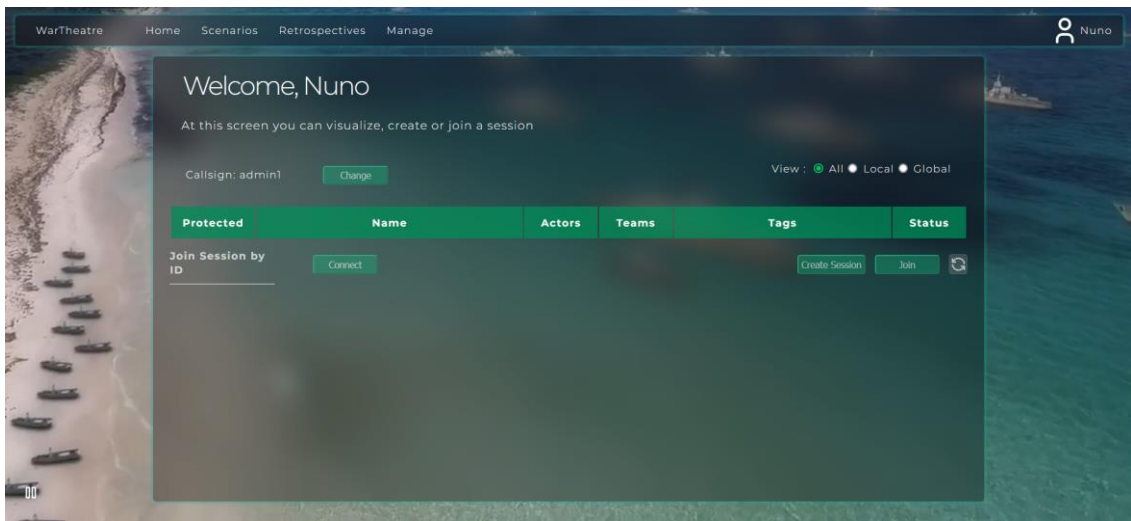 WarTheatre Home Scenarios Retrospectives Manage Nuno
Welcome, Nuno
At this screen you can visualize, create or join a session
Callsign: admin1 Change View : All Local Global
Protected Name Actors Teams Tags Status
Join Session by
ID
Connect Create Session Join